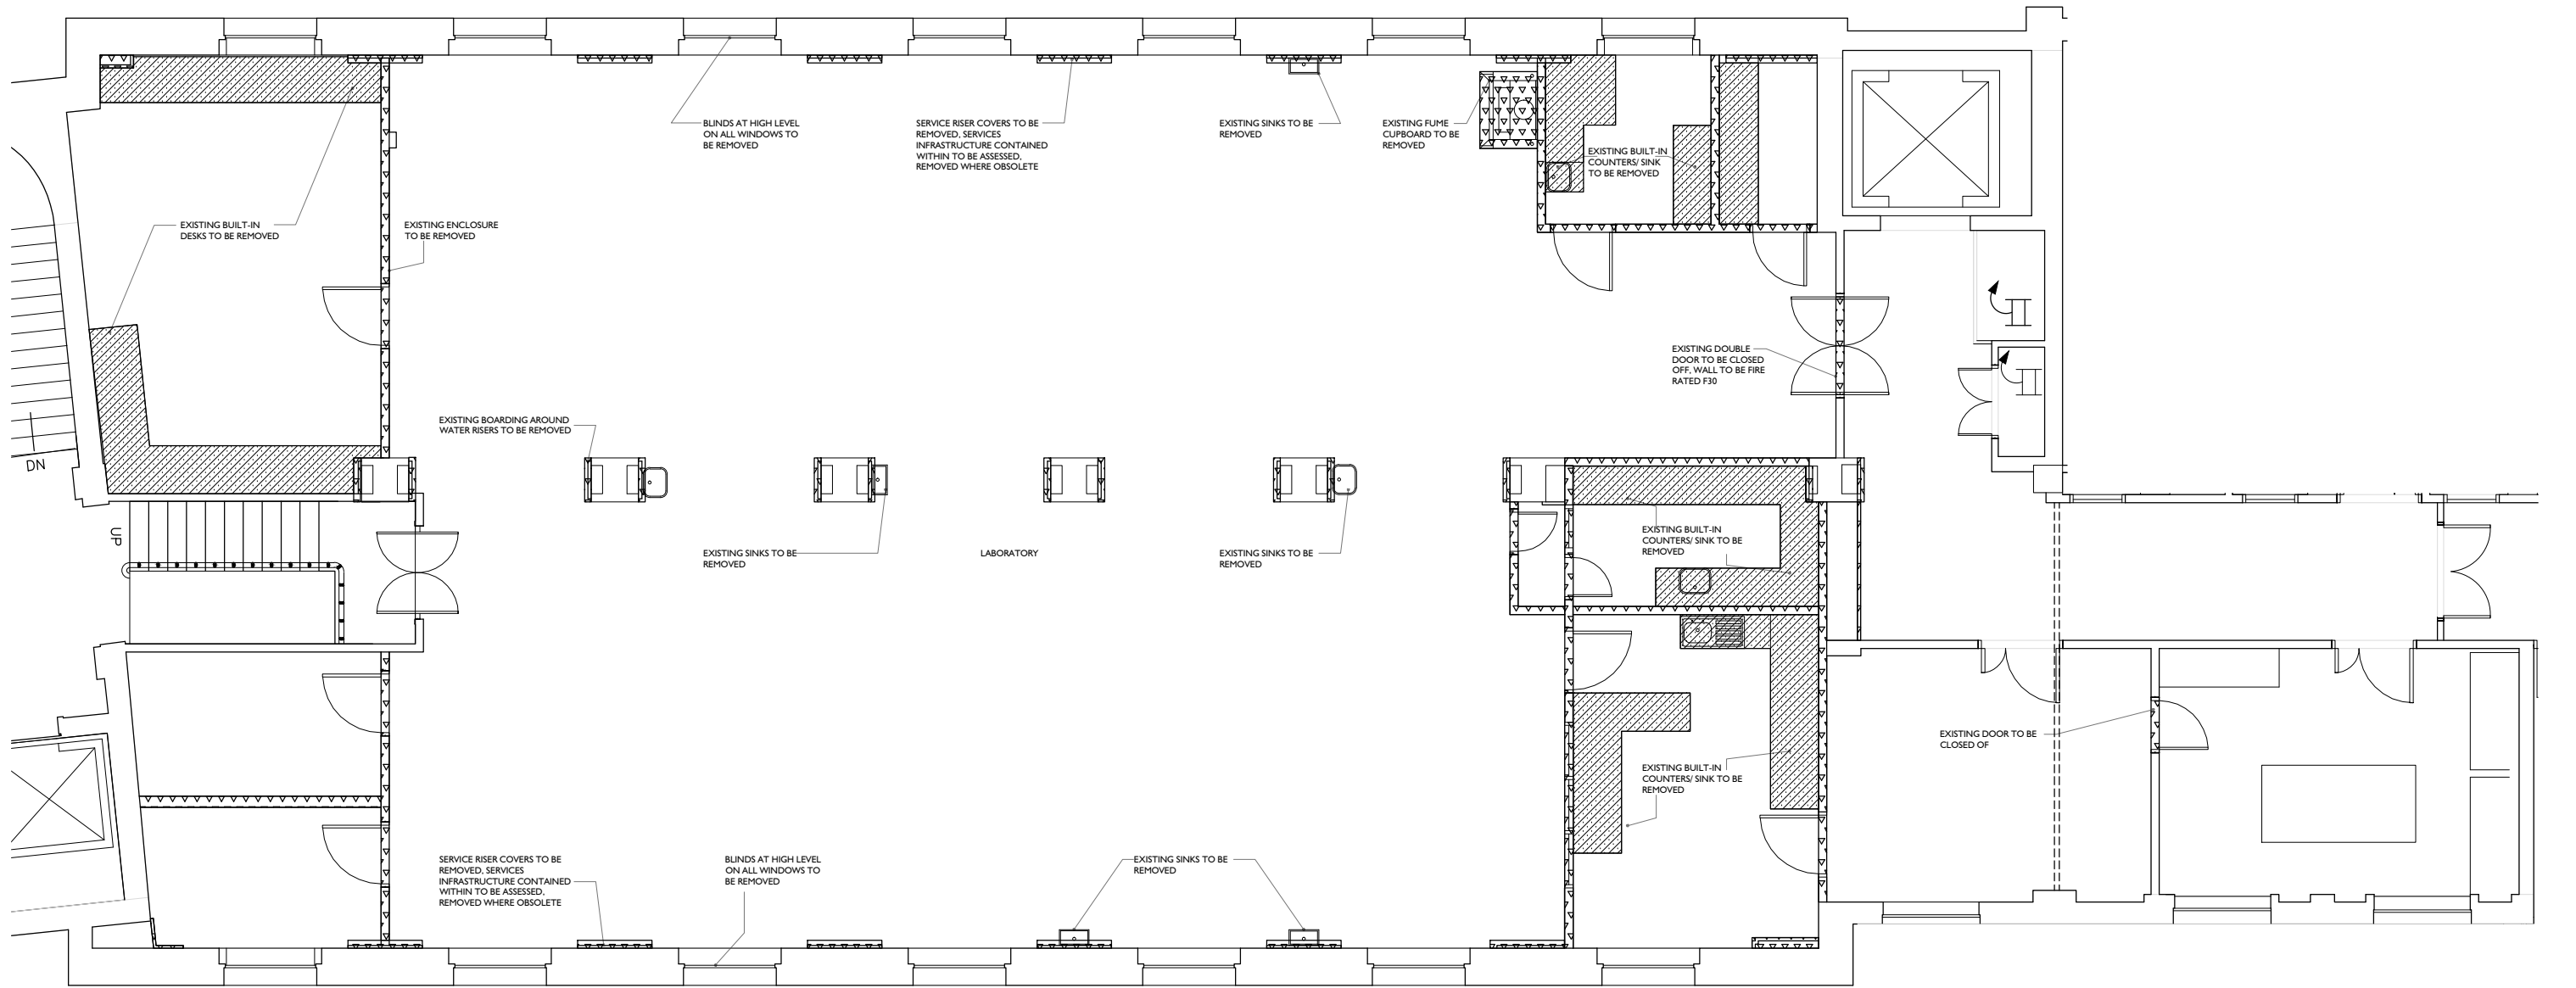 BLINDS AT HIGH LEVEL
ON ALL WINDOWS TO
BE REMOVED
SERVICE RISER COVERS TO BE
REMOVED, SERVICES
INFRASTRUCTURE CONTAINED
WITHIN TO BE ASSESSED,
REMOVED WHERE OBSOLETE
EXISTING SINKS TO BE
REMOVED
EXISTING FUME
CUPBOARD TO BE
REMOVED
EXISTING BUILT-IN
COUNTERS/ SINK
TO BE REMOVED
EXISTING BUILT-IN
DESKS TO BE REMOVED
EXISTING ENCLOSURE
TO BE REMOVED
EXISTING DOUBLE
DOOR TO BE CLOSED
OFF, WALL TO BE FIRE
RATED F30
EXISTING BOARDING AROUND
WATER RISERS TO BE REMOVED
DN
UP
EXISTING SINKS TO BE
REMOVED
LABORATORY
EXISTING SINKS TO BE
REMOVED
EXISTING BUILT-IN
COUNTERS/ SINK TO BE
REMOVED
EXISTING DOOR TO BE
CLOSED OF
EXISTING BUILT-IN
COUNTERS/ SINK TO BE
REMOVED
SERVICE RISER COVERS TO BE
REMOVED, SERVICES
INFRASTRUCTURE CONTAINED
WITHIN TO BE ASSESSED,
REMOVED WHERE OBSOLETE
BLINDS AT HIGH LEVEL
ON ALL WINDOWS TO
BE REMOVED
EXISTING SINKS TO BE
REMOVED